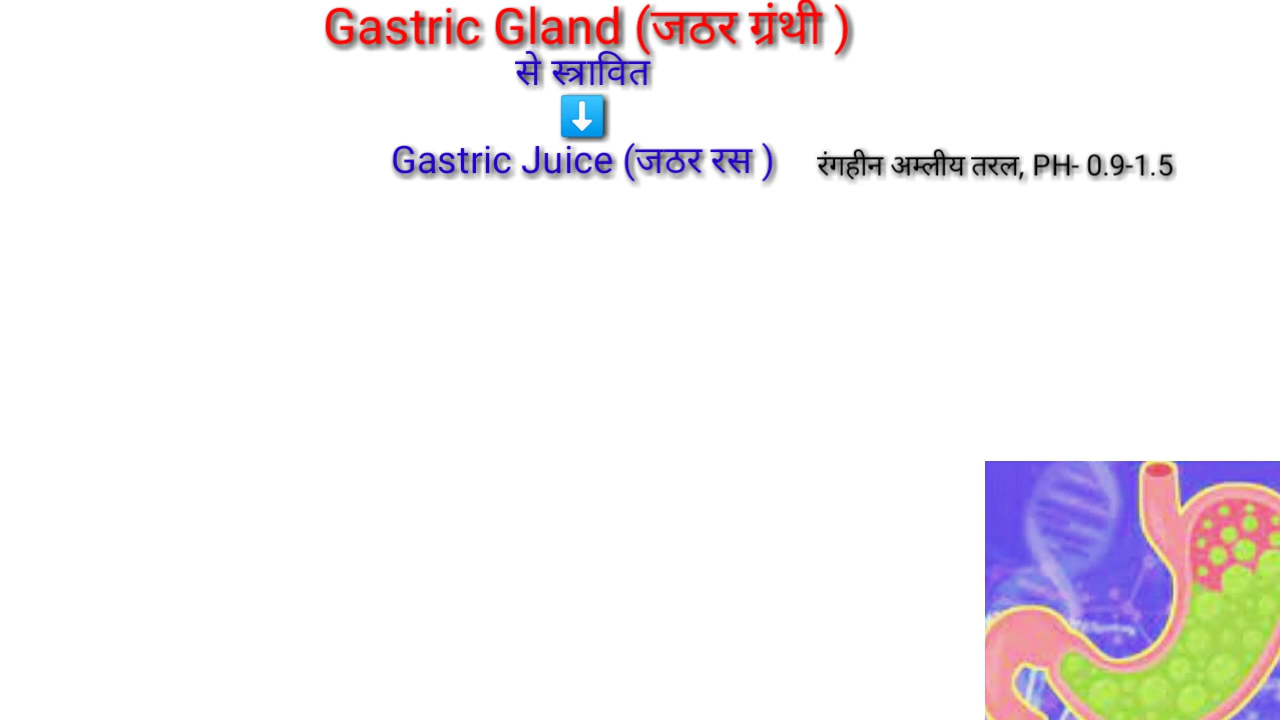 Gastric Gland (जठर ग्रंथी )
से स्त्रावित
⬇️
Gastric Juice (जठर रस ) रंगहीन अम्लीय तरल, PH- 0.9-1.5